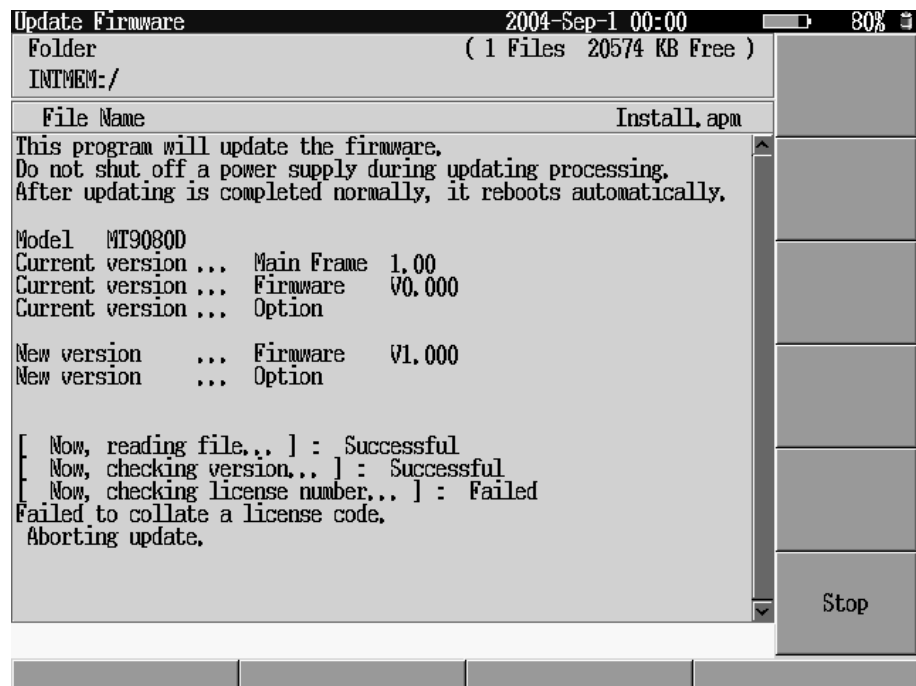 Update Firmware 2004-Sep-1 00:00 80%
Folder ( 1 Files 20574 KB Free )
INTMEM:/
File Name Install.apm
This program will update the firmware.
Do not shut off a power supply during updating processing.
After updating is completed normally, it reboots automatically.
Model MT9080D
Current version ... Main Frame 1.00
Current version ... Firmware V0.000
Current version ... Option
New version ... Firmware V1.000
New version ... Option
[ Now, reading file... ] : Successful
[ Now, checking version... ] : Successful
[ Now, checking license number... ] : Failed
Failed to collate a license code.
Aborting update.
Stop